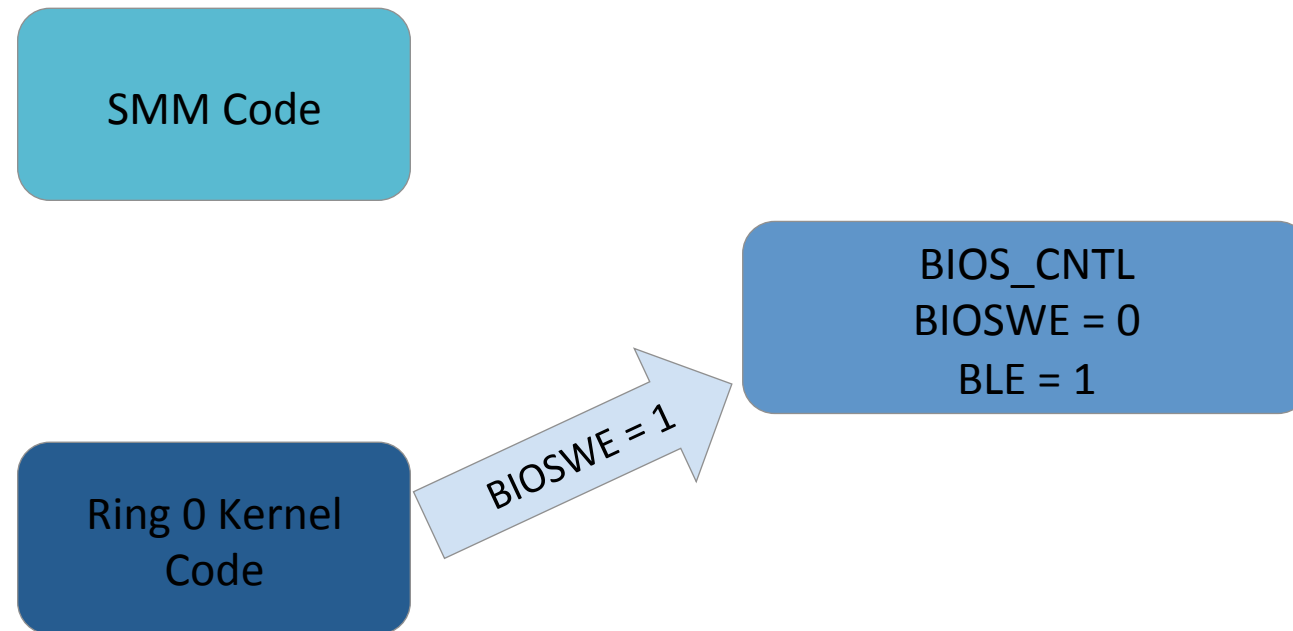 SMM Code
BIOS_CNTL
BIOSWE = 0
BLE = 1
BIOSWE = 1
Ring 0 Kernel
Code